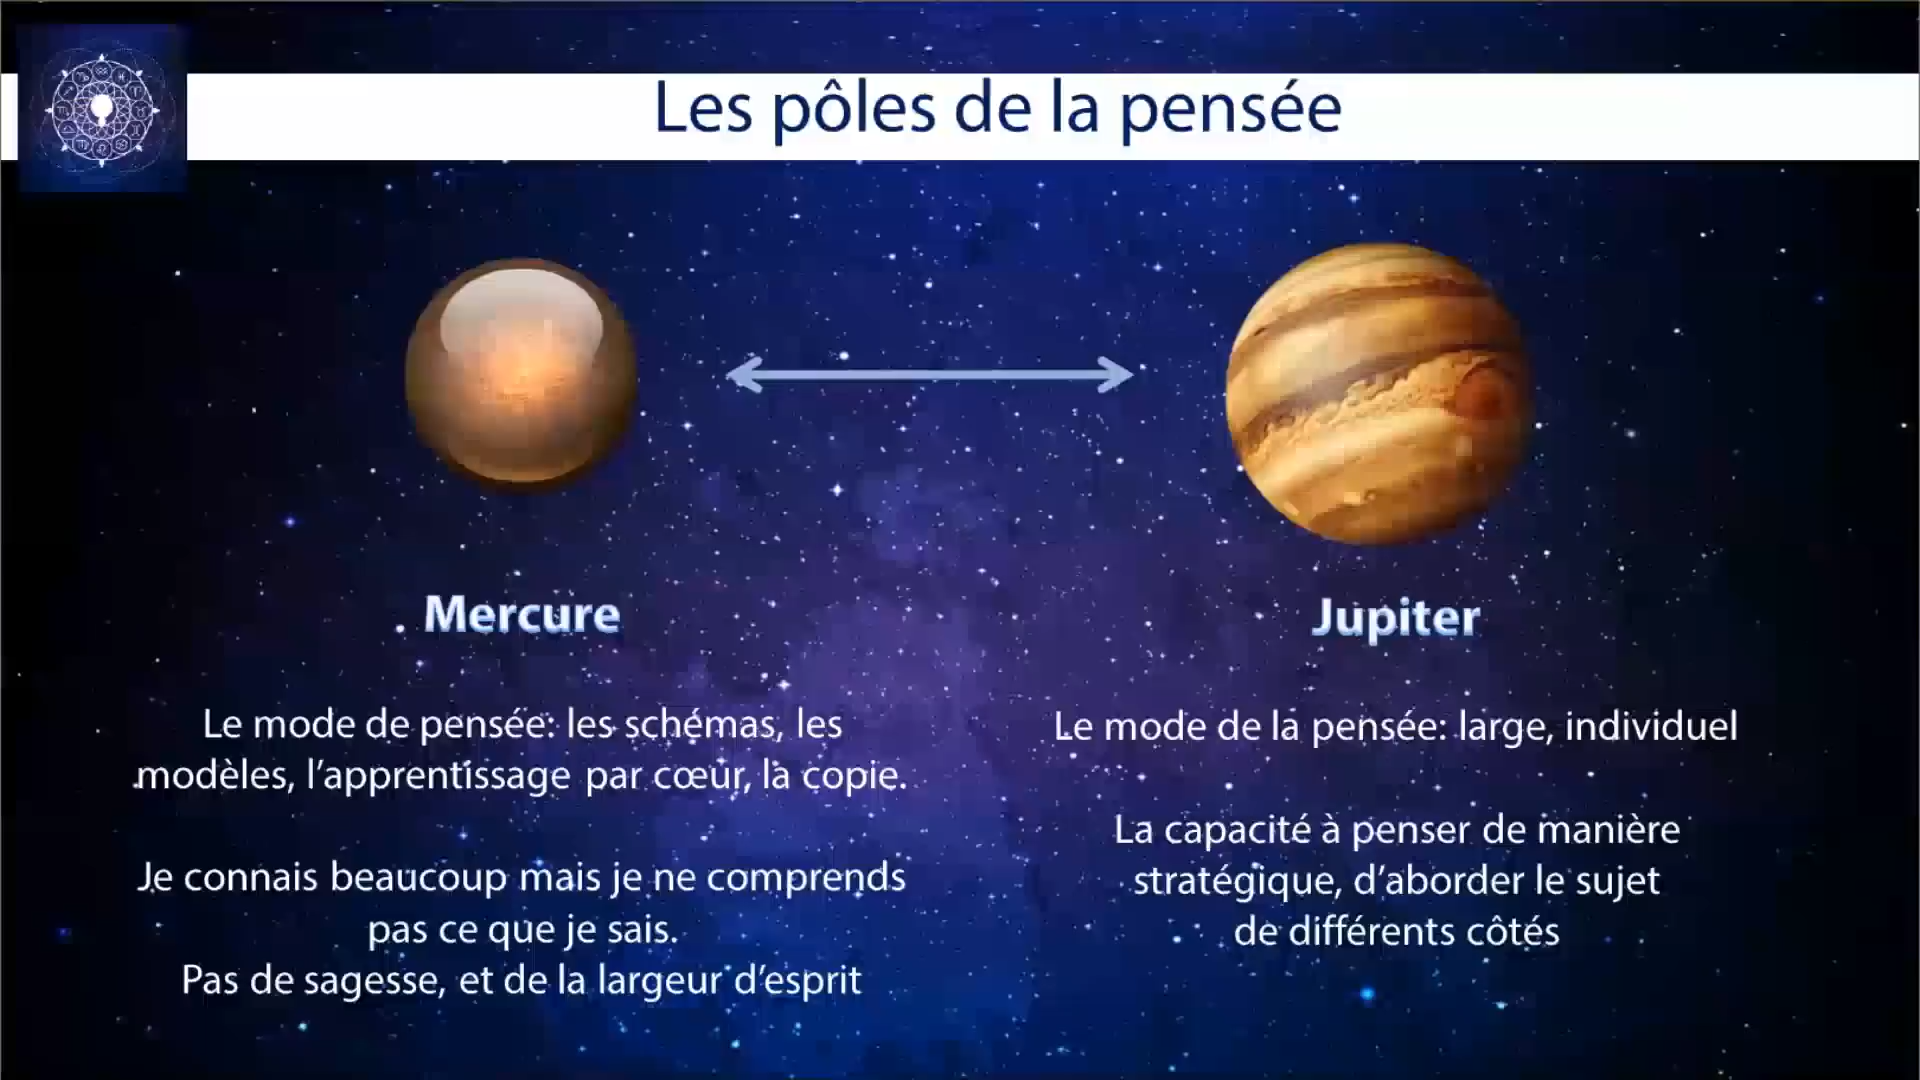 Les pôles de la pensée
Mercure
Le mode de pensée: les schémas, les
modèles, l’apprentissage par cœur, la copie.
Je connais beaucoup mais je ne comprends
pas ce que je sais.
Pas de sagesse, et de la largeur d’esprit
Jupiter
Le mode de la pensée: large, individuel
La capacité à penser de manière
stratégique, d’aborder le sujet
de différents côtés